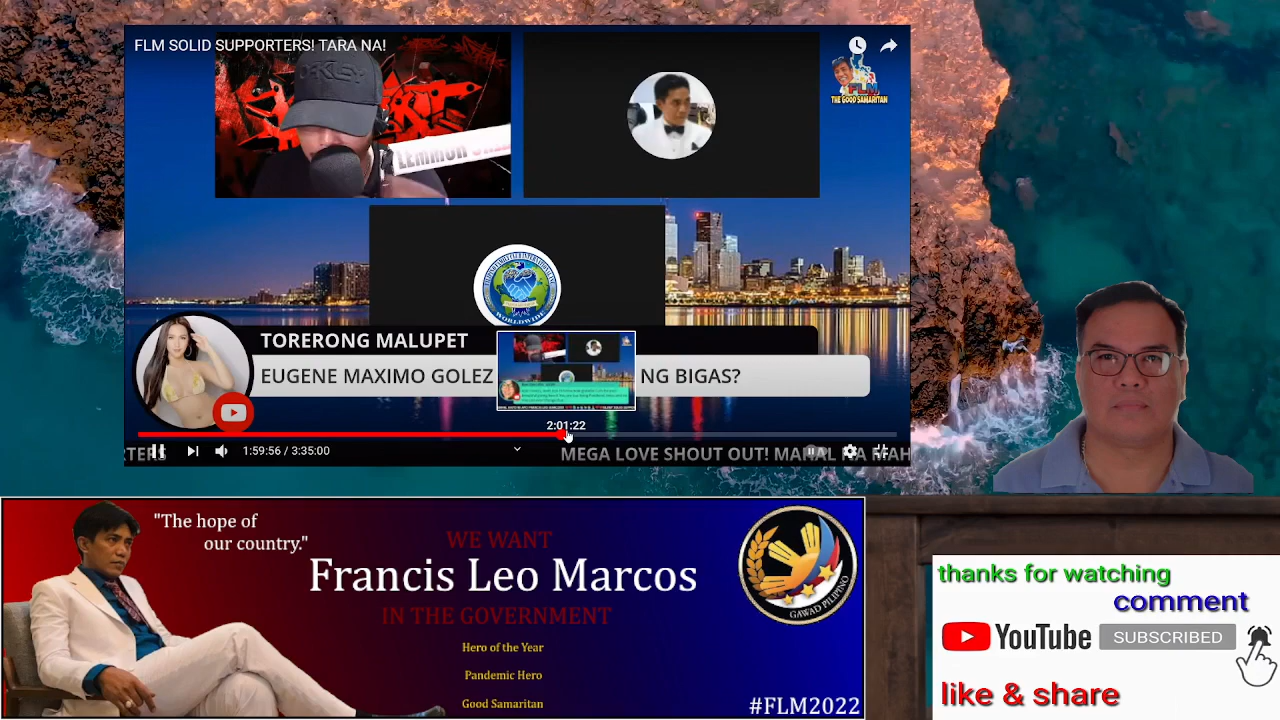 FLM SOLID SUPPORTERS! TARA NA!
OAKLEY
FLM
THE GOOD SAMARITAN
WORLDWIDE
TORERONG MALUPET
EUGENE MAXIMO GOLEZ
NG BIGAS?
2:01:22
1:59:56 / 3:35:00
MEGA LOVE SHOUT OUT!
"The hope of
our country."
WE WANT
Francis Leo Marcos
IN THE GOVERNMENT
Hero of the Year
Pandemic Hero
Good Samaritan
GAWAD PILIPINO
#FLM2022
thanks for watching
comment
YouTube SUBSCRIBED
like & share